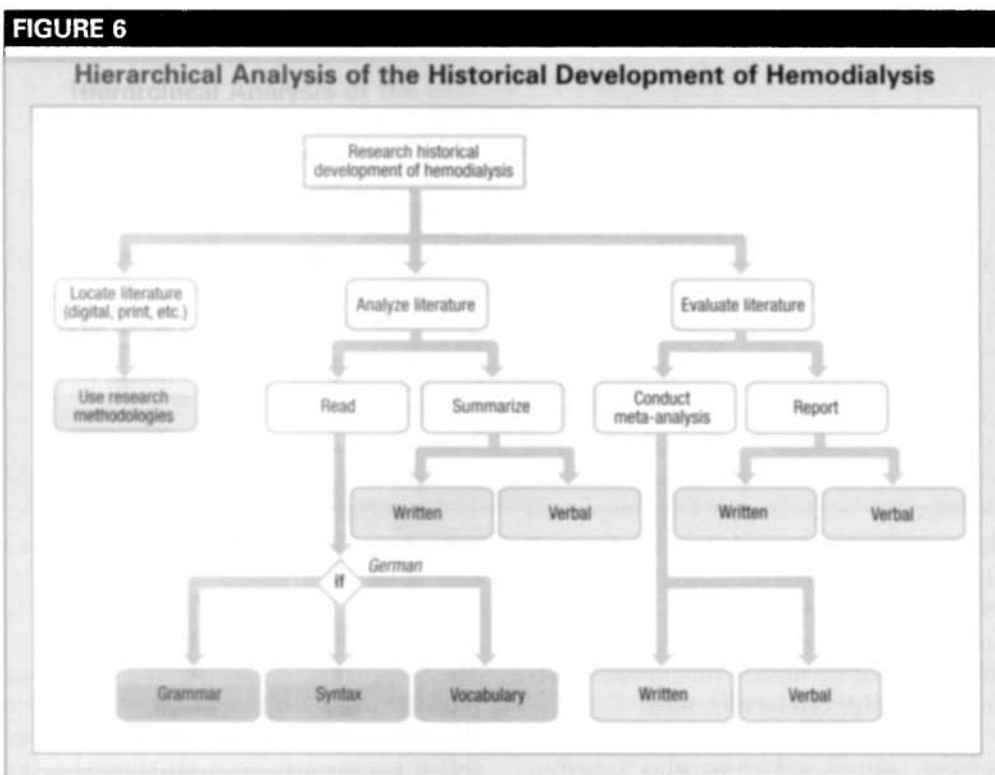 FIGURE 6
Hierarchical Analysis of the Historical Development of Hemodialysis
Research historical
development of hemodialysis
Locate literature
(digital, print, etc.)
Analyze literature
Evaluate literature
Use research
methodologies
Read
Summarize
Conduct
meta-analysis
Report
Written
Verbal
Written
Verbal
if
German
Grammar
Syntax
Vocabulary
Written
Verbal